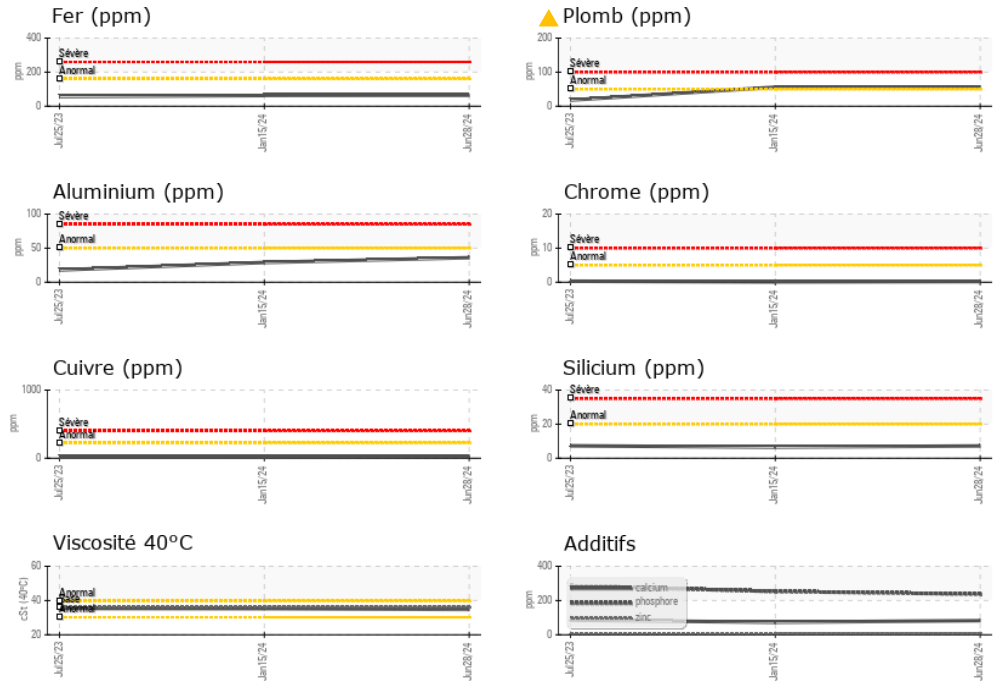 Fer (ppm)
400
200
0
ppm
Sévère
Anormal
Jul25/23
Jan15/24
Jun28/24
Plomb (ppm)
200
100
0
ppm
Sévère
Anormal
Jul25/23
Jan15/24
Jun28/24
Aluminium (ppm)
100
50
0
ppm
Sévère
Anormal
Jul25/23
Jan15/24
Jun28/24
Chrome (ppm)
20
10
0
ppm
Sévère
Anormal
Jul25/23
Jan15/24
Jun28/24
Cuivre (ppm)
1000
0
ppm
Sévère
Anormal
Jul25/23
Jan15/24
Jun28/24
Silicium (ppm)
40
20
0
ppm
Sévère
Anormal
Jul25/23
Jan15/24
Jun28/24
Viscosité 40°C
60
40
20
cSt (40°C)
Anormal
Base
Anormal
Jul25/23
Jan15/24
Jun28/24
Additifs
400
200
0
ppm
calcium
phosphore
zinc
Jul25/23
Jan15/24
Jun28/24